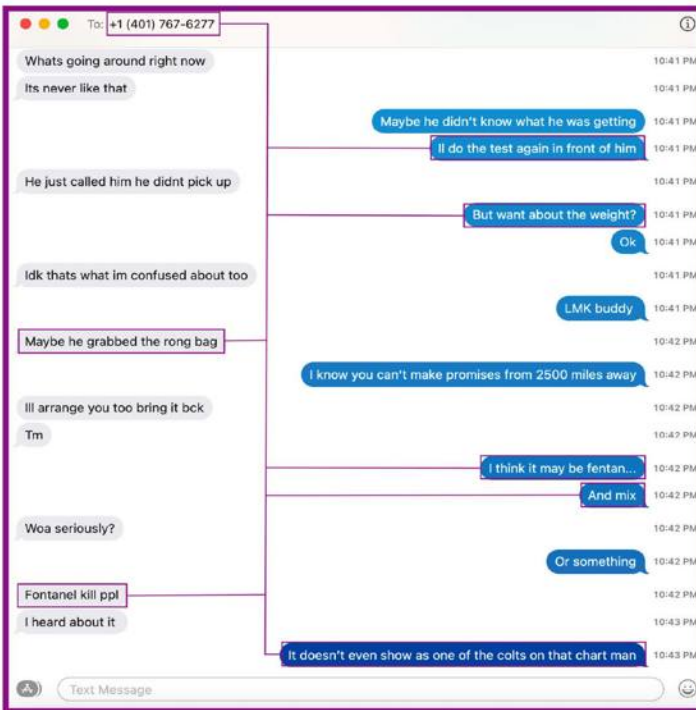 To: +1 (401) 767-6277
Whats going around right now 10:41 PM
Its never like that 10:41 PM
Maybe he didn't know what he was getting 10:41 PM
Ill do the test again in front of him 10:41 PM
He just called him he didnt pick up 10:41 PM
But want about the weight? 10:41 PM
Ok 10:41 PM
Idk thats what im confused about too 10:41 PM
LMK buddy 10:41 PM
Maybe he grabbed the rong bag 10:42 PM
I know you can't make promises from 2500 miles away 10:42 PM
Ill arrange you too bring it bck 10:42 PM
Tm 10:42 PM
I think it may be fentan... 10:42 PM
And mix 10:42 PM
Woa seriously? 10:42 PM
Or something 10:42 PM
Fontanel kill ppl 10:42 PM
I heard about it 10:43 PM
It doesn't even show as one of the colts on that chart man 10:43 PM
Text Message